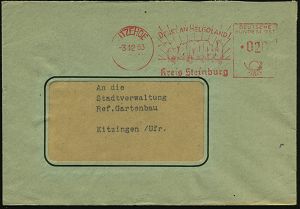 ITZEHOE
-3.12.63
DENKT AN HELGOLAND!
Kreis Steinburg
DEUTSCHE
BUNDESPOST
020
An die
Stadtverwaltung
Ref.Gartenbau
Kitzingen /Ufr.